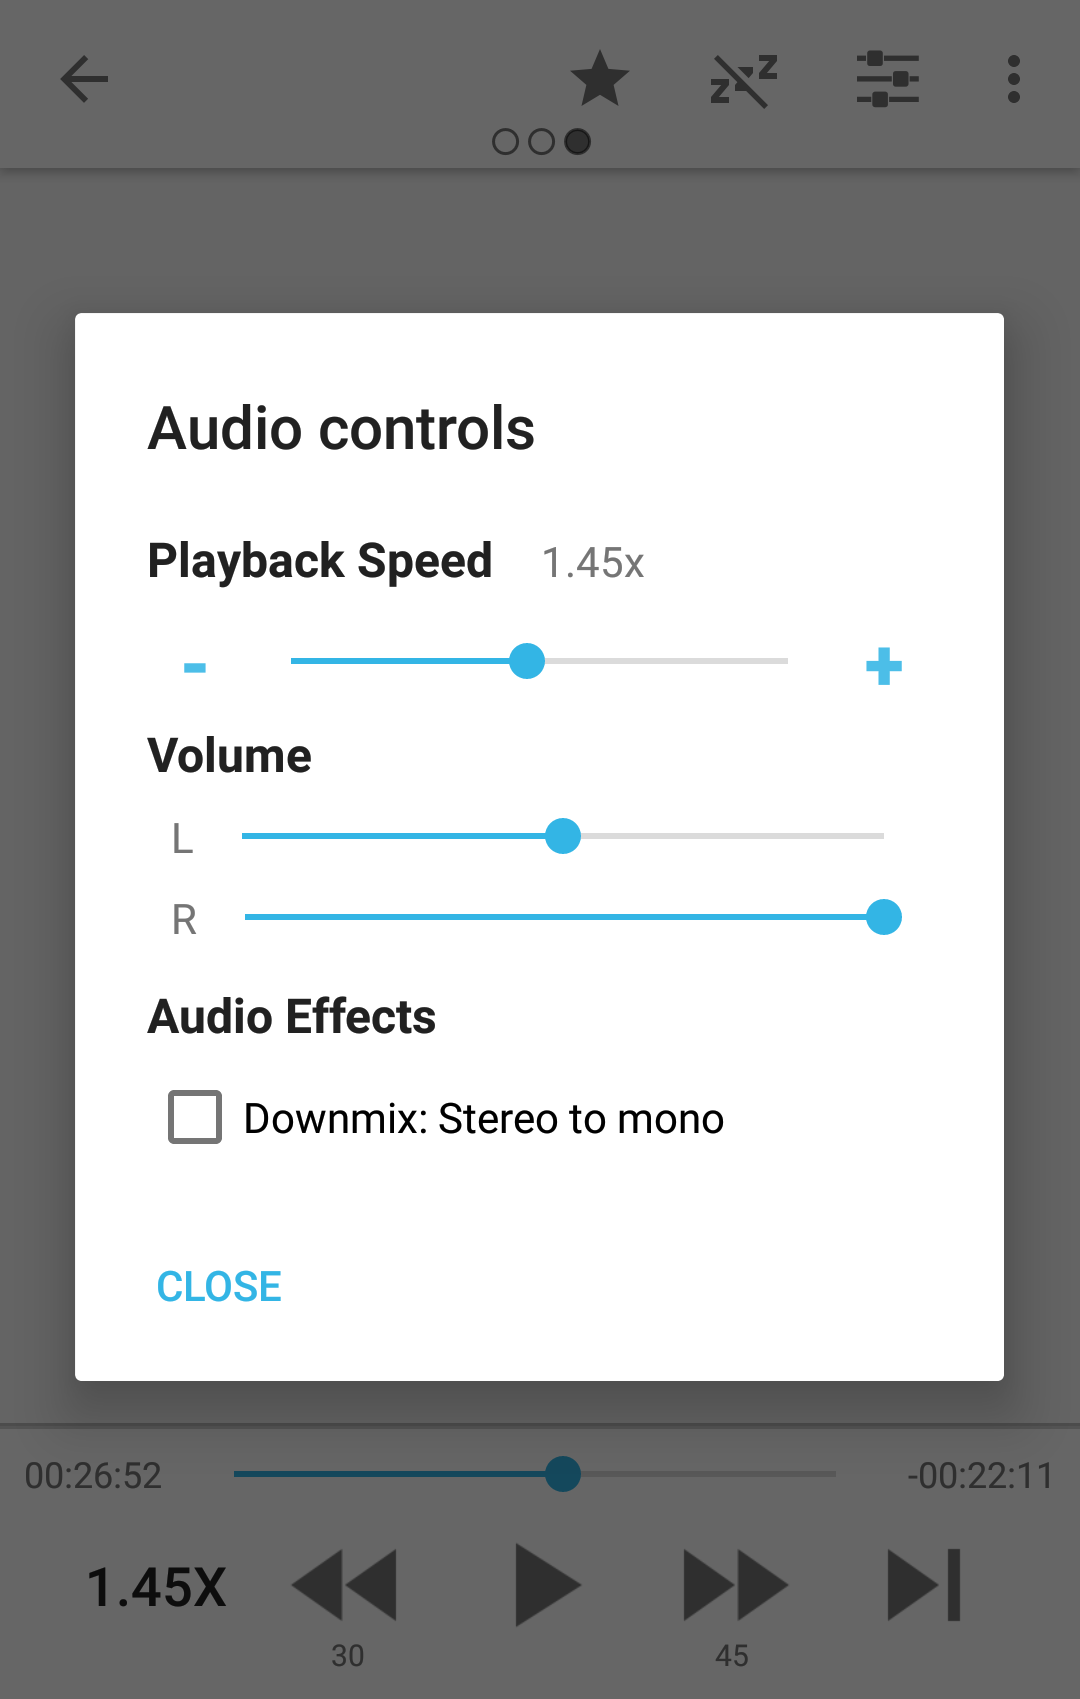 Audio controls
Playback Speed 1.45x
- +
Volume
L
R
Audio Effects
Downmix: Stereo to mono
CLOSE
00:26:52 -00:22:11
1.45X
30 45